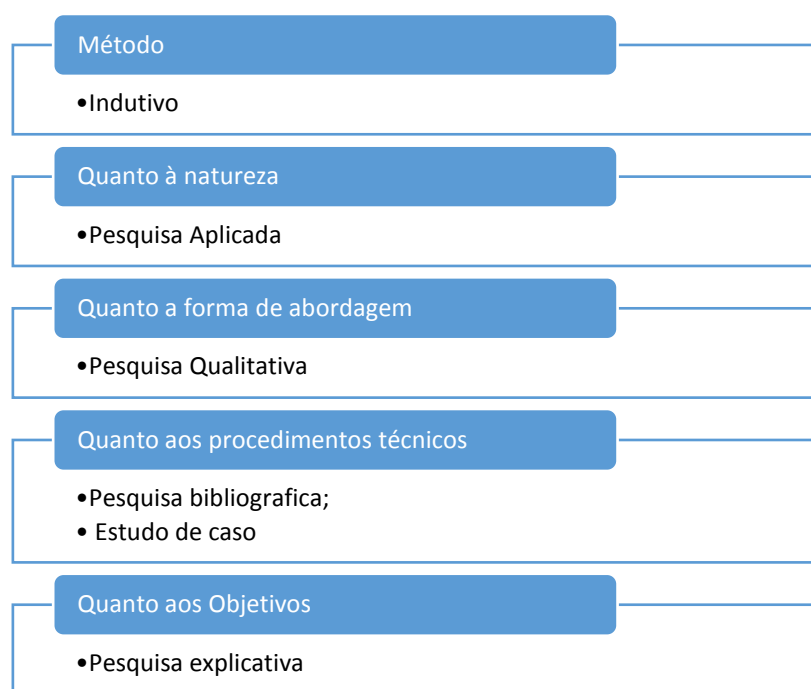 Método
•Indutivo
Quanto à natureza
•Pesquisa Aplicada
Quanto a forma de abordagem
•Pesquisa Qualitativa
Quanto aos procedimentos técnicos
•Pesquisa bibliografica;
• Estudo de caso
Quanto aos Objetivos
•Pesquisa explicativa